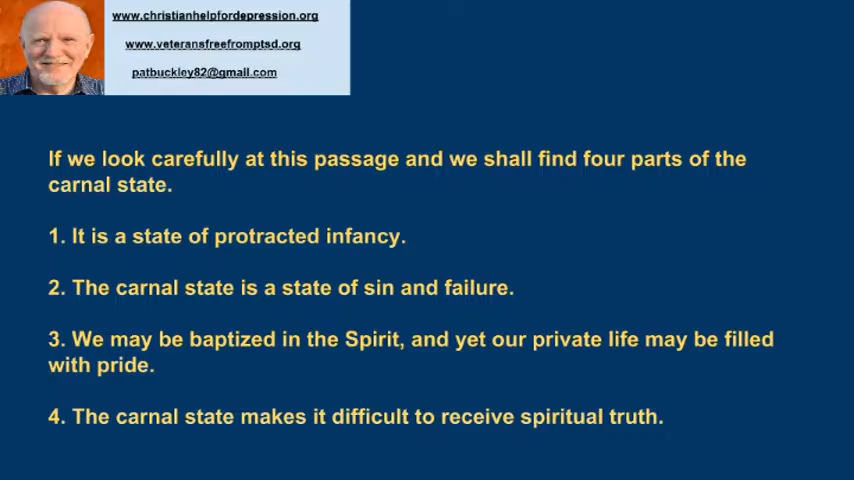 www.christianhelpfordepression.org
www.veteransfreefromptsd.org
patbuckley82@gmail.com
If we look carefully at this passage and we shall find four parts of the
carnal state.
1. It is a state of protracted infancy.
2. The carnal state is a state of sin and failure.
3. We may be baptized in the Spirit, and yet our private life may be filled
with pride.
4. The carnal state makes it difficult to receive spiritual truth.